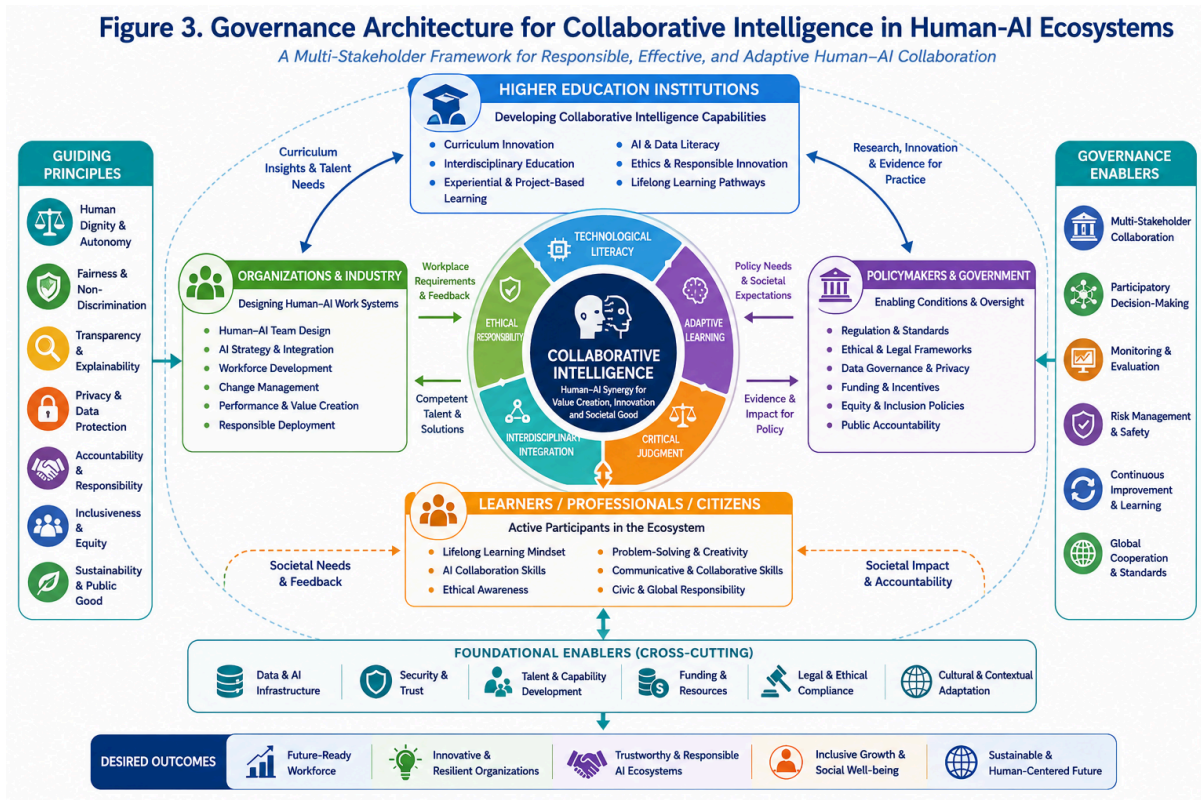 Figure 3. Governance Architecture for Collaborative Intelligence in Human-AI Ecosystems
A Multi-Stakeholder Framework for Responsible, Effective, and Adaptive Human–AI Collaboration
HIGHER EDUCATION INSTITUTIONS
Developing Collaborative Intelligence Capabilities
Curriculum Innovation
Interdisciplinary Education
Experiential & Project-Based
Learning
AI & Data Literacy
Ethics & Responsible Innovation
Lifelong Learning Pathways
Curriculum
Insights & Talent
Needs
Research, Innovation
& Evidence for
Practice
GUIDING
PRINCIPLES
Human
Dignity &
Autonomy
Fairness &
Non-
Discrimination
Transparency
&
Explainability
Privacy &
Data
Protection
Accountability
&
Responsibility
Inclusiveness
&
Equity
Sustainability
& Public
Good
ORGANIZATIONS & INDUSTRY
Designing Human–AI Work Systems
Human–AI Team Design
AI Strategy & Integration
Workforce Development
Change Management
Performance & Value Creation
Responsible Deployment
Workplace
Requirements
& Feedback
Competent
Talent &
Solutions
TECHNOLOGICAL
LITERACY
ETHICAL
RESPONSIBILITY
ADAPTIVE
LEARNING
INTERDISCIPLINARY
INTEGRATION
CRITICAL
JUDGMENT
COLLABORATIVE
INTELLIGENCE
Human–AI Synergy for
Value Creation, Innovation
and Societal Good
Policy Needs
& Societal
Expectations
Evidence &
Impact for
Policy
POLICYMAKERS & GOVERNMENT
Enabling Conditions & Oversight
Regulation & Standards
Ethical & Legal Frameworks
Data Governance & Privacy
Funding & Incentives
Equity & Inclusion Policies
Public Accountability
GOVERNANCE
ENABLERS
Multi-Stakeholder
Collaboration
Participatory
Decision-Making
Monitoring &
Evaluation
Risk Management
& Safety
Continuous
Improvement
& Learning
Global
Cooperation
& Standards
LEARNERS / PROFESSIONALS / CITIZENS
Active Participants in the Ecosystem
Lifelong Learning Mindset
AI Collaboration Skills
Ethical Awareness
Problem-Solving & Creativity
Communicative & Collaborative Skills
Civic & Global Responsibility
Societal Needs
& Feedback
Societal Impact
& Accountability
FOUNDATIONAL ENABLERS (CROSS-CUTTING)
Data & AI
Infrastructure
Security &
Trust
Talent & Capability
Development
Funding &
Resources
Legal & Ethical
Compliance
Cultural & Contextual
Adaptation
DESIRED OUTCOMES
Future-Ready
Workforce
Innovative &
Resilient Organizations
Trustworthy & Responsible
AI Ecosystems
Inclusive Growth &
Social Well-being
Sustainable &
Human-Centered Future